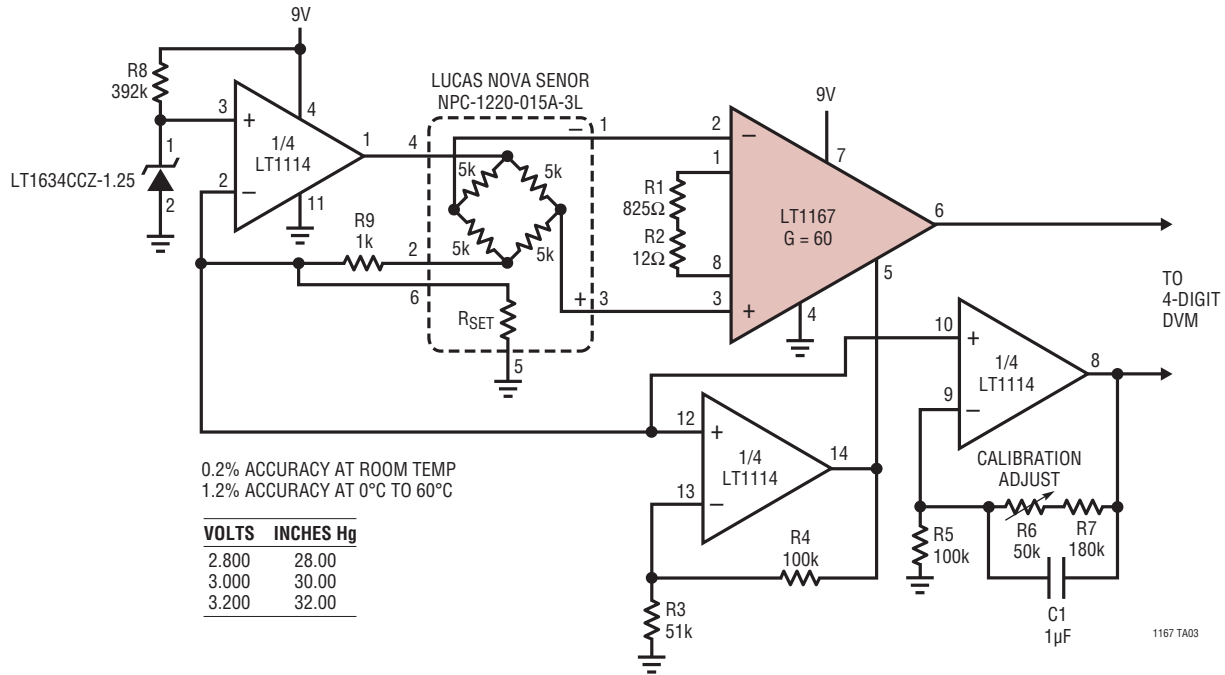 9V
R8
392k
3
+
4
1/4
LT1114
1
1
LT1634CCZ-1.25
2
2
–
11
R9
1k
LUCAS NOVA SENOR
NPC-1220-015A-3L
4
–
1
5k
5k
5k
5k
2
6
+
3
RSET
5
9V
2
–
7
1
R1
825Ω
R2
12Ω
8
LT1167
G = 60
6
5
3
+
4
TO
4-DIGIT
DVM
10
+
1/4
LT1114
8
9
–
12
+
1/4
LT1114
14
13
–
CALIBRATION
ADJUST
R4
100k
R5
100k
R6
50k
R7
180k
R3
51k
C1
1µF
0.2% ACCURACY AT ROOM TEMP
1.2% ACCURACY AT 0°C TO 60°C
VOLTS INCHES Hg
2.800 28.00
3.000 30.00
3.200 32.00
1167 TA03